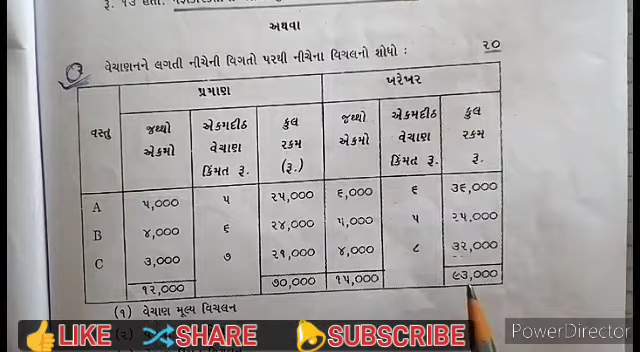 અથવા
વેચાણને લગતી નીચેની વિગતો પરથી નીચેના વિચલનો શોધો : ૨૦
પ્રમાણ ખરેખર
વસ્તુ જથ્થો એકમો એકમદીઠ વેચાણ કિંમત રૂ. કુલ રકમ (રૂ.) જથ્થો એકમો એકમદીઠ વેચાણ કિંમત રૂ. કુલ રકમ રૂ.
A ૫,૦૦૦ ૫ ૨૫,૦૦૦ ૬,૦૦૦ ૬ ૩૬,૦૦૦
B ૪,૦૦૦ ૬ ૨૪,૦૦૦ ૫,૦૦૦ ૫ ૨૫,૦૦૦
C ૩,૦૦૦ ૭ ૨૧,૦૦૦ ૪,૦૦૦ ૮ ૩૨,૦૦૦
૧૨,૦૦૦ ૭૦,૦૦૦ ૧૫,૦૦૦ ૯૩,૦૦૦
(૧) વેચાણ મૂલ્ય વિચલન
(૨)
LIKE SHARE SUBSCRIBE PowerDirector